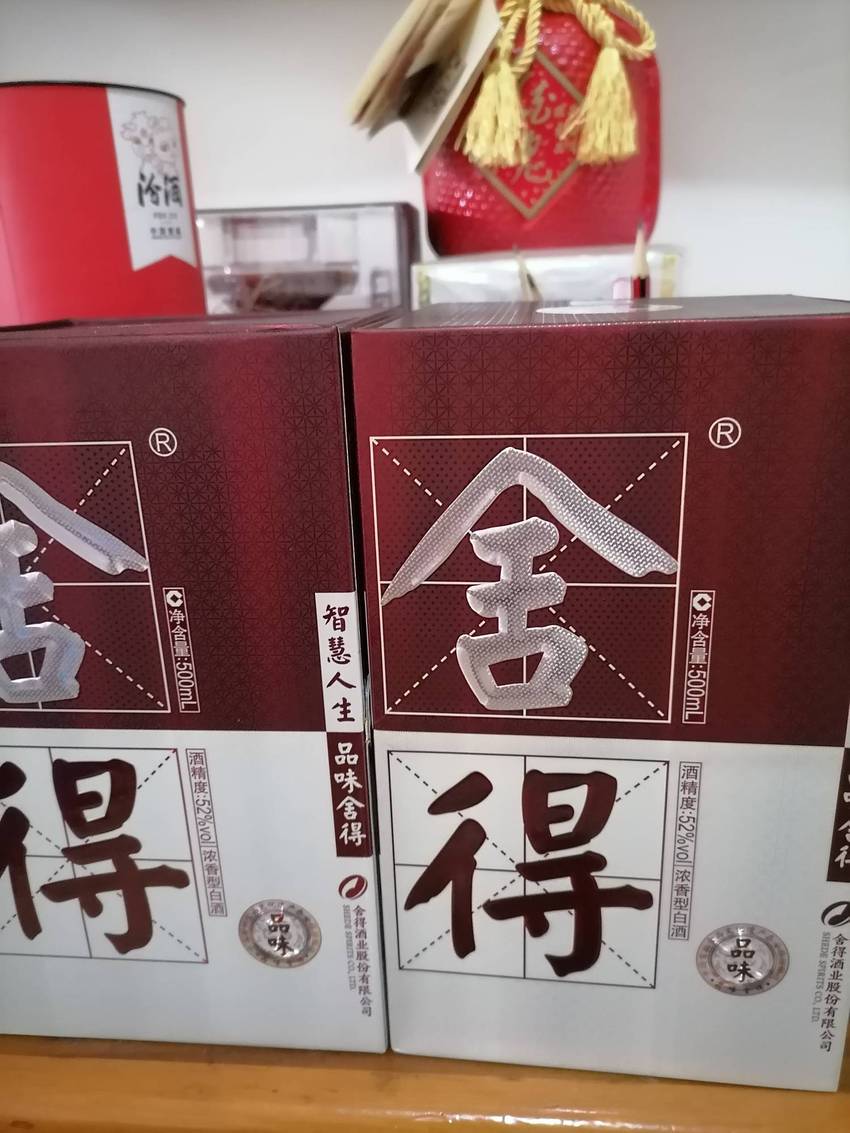 汾酒
舍
®
净含量:500mL
得
酒精度:52%vol 浓香型白酒
品味
智慧人生
品味舍得
舍得酒业股份有限公司
SHEDE SPIRITS CO., LTD.
舍
®
净含量:500mL
得
酒精度:52%vol 浓香型白酒
品味
舍得酒业股份有限公司
SHEDE SPIRITS CO., LTD.